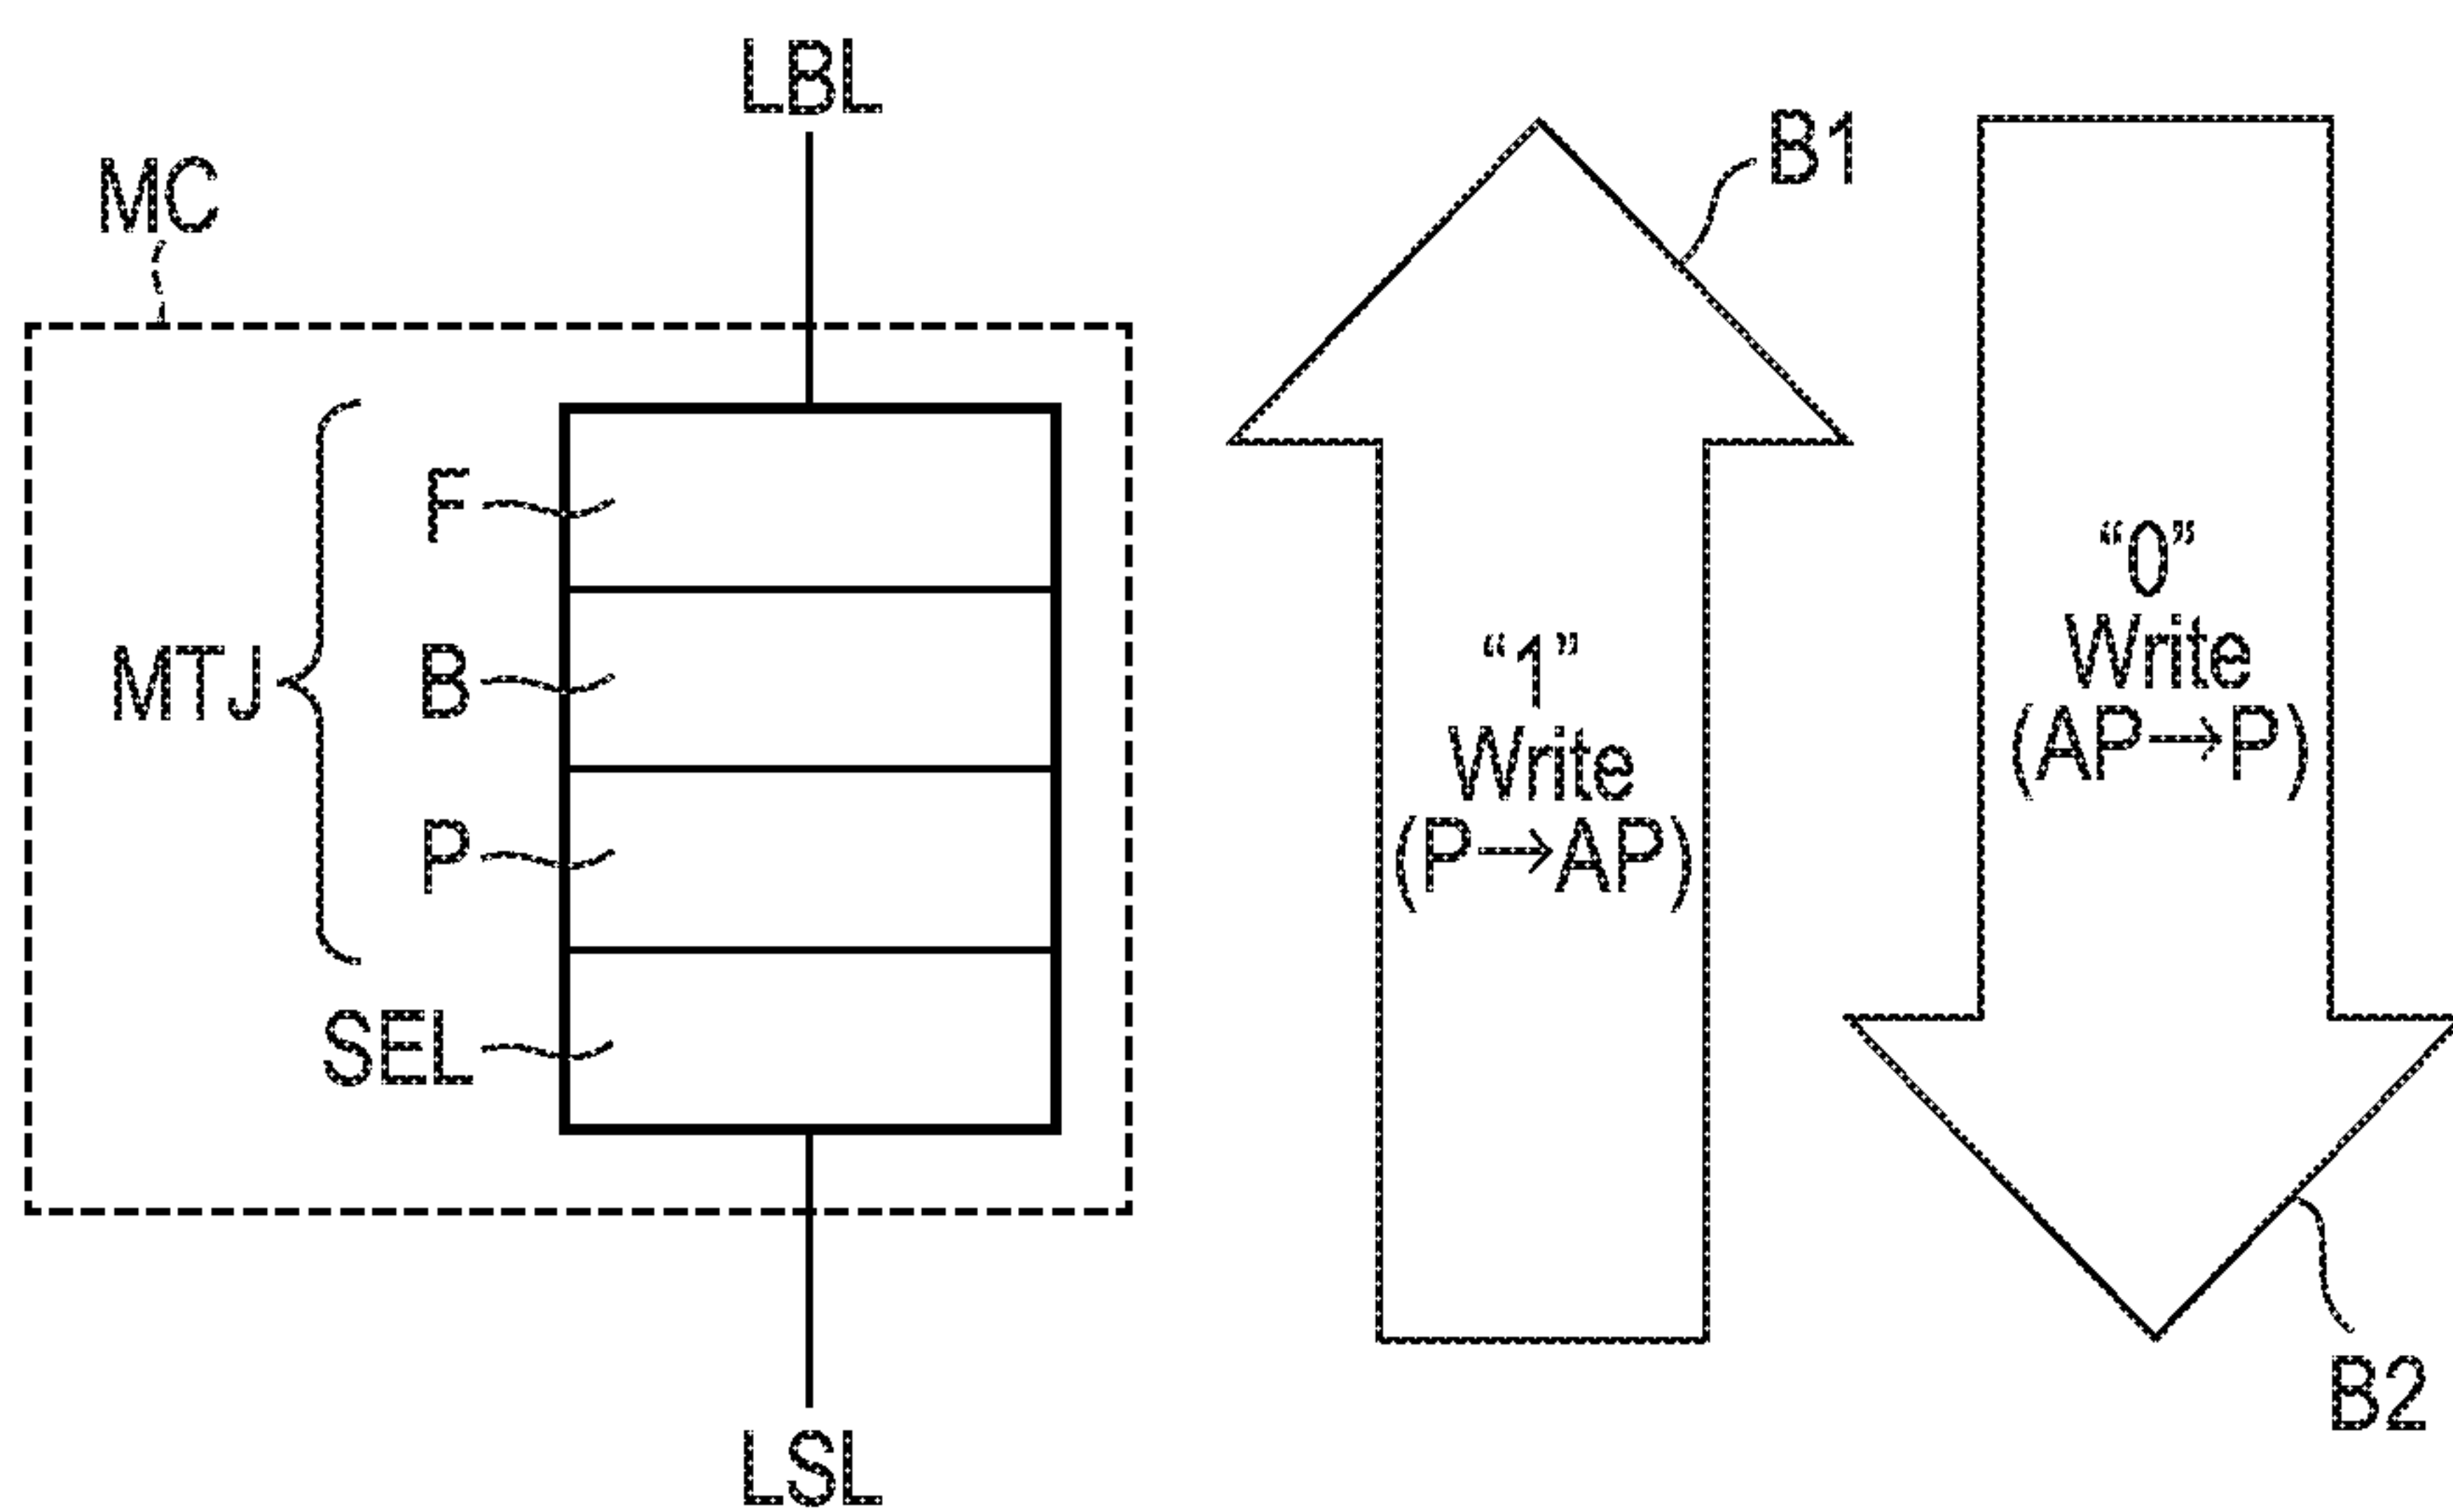 LBL
MC
MTJ
F
B
P
SEL
LSL
B1
“1”
Write
(P→AP)
“0”
Write
(AP→P)
B2